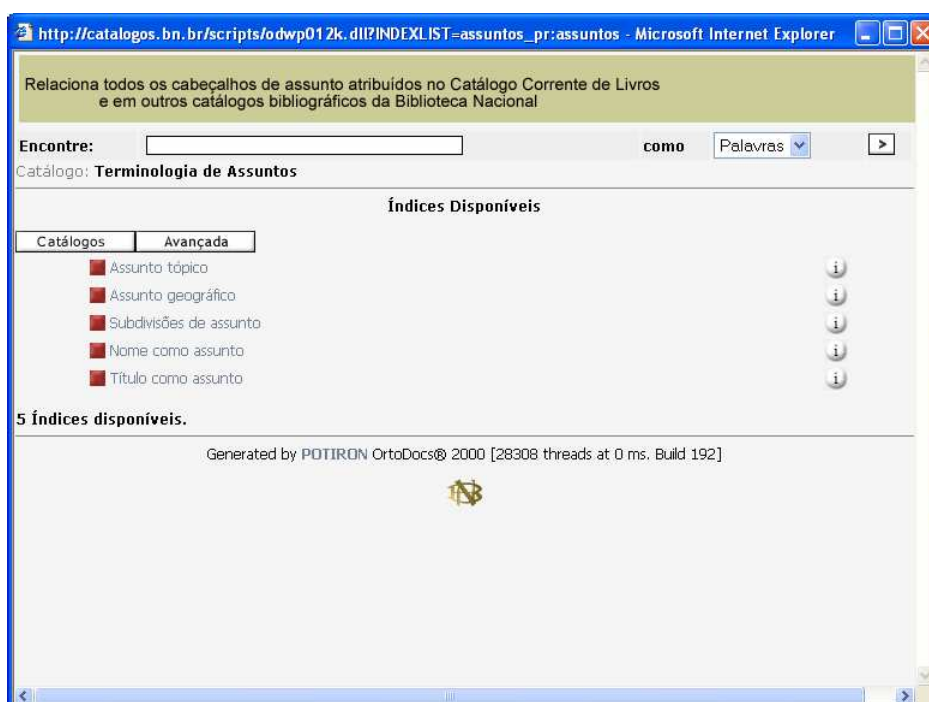 http://catalogos.bn.br/scripts/odwp012k.dll?INDEXLIST=assuntos_pr:assuntos - Microsoft Internet Explorer
Relaciona todos os cabeçalhos de assunto atribuídos no Catálogo Corrente de Livros
e em outros catálogos bibliográficos da Biblioteca Nacional
Encontre: como Palavras >
Catálogo: Terminologia de Assuntos
Índices Disponíveis
Catálogos Avançada
Assunto tópico i
Assunto geográfico i
Subdivisões de assunto i
Nome como assunto i
Título como assunto i
5 Índices disponíveis.
Generated by POTIRON OrtoDocs® 2000 [28308 threads at 0 ms. Build 192]